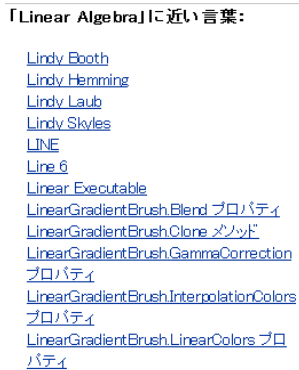 「Linear Algebra」に近い言葉:
Lindy Booth
Lindy Hemming
Lindy Laub
Lindy Skyles
LINE
Line 6
Linear Executable
LinearGradientBrush.Blend プロパティ
LinearGradientBrush.Clone メソッド
LinearGradientBrush.GammaCorrection
プロパティ
LinearGradientBrush.InterpolationColors
プロパティ
LinearGradientBrush.LinearColors プロ
パティ